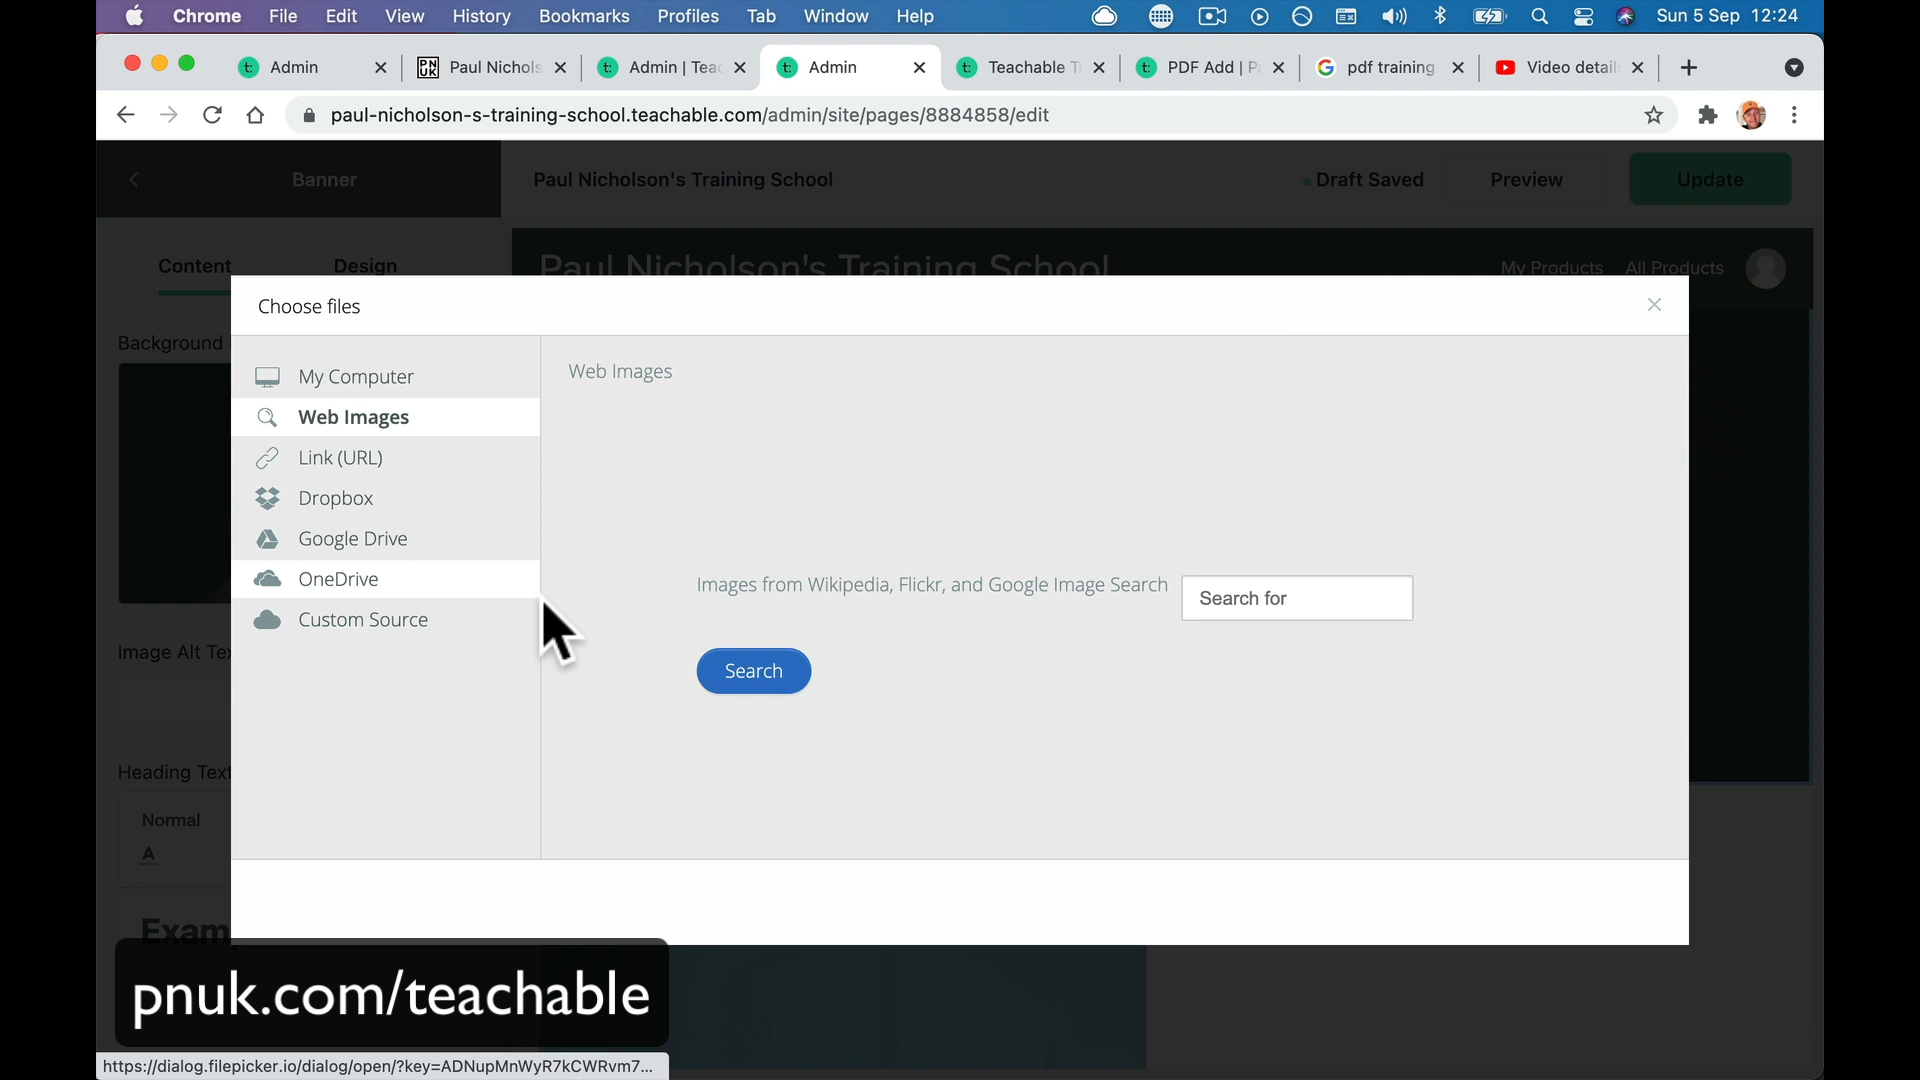 Chrome File Edit View History Bookmarks Profiles Tab Window Help Sun 5 Sep 12:24
Admin Paul Nichols Admin | Teac Admin Teachable T PDF Add | P pdf training Video detail
paul-nicholson-s-training-school.teachable.com/admin/site/pages/8884858/edit
Banner Paul Nicholson's Training School Draft Saved Preview Update
Content Design Paul Nicholson's Training School My Products All Products
Choose files
Background
Web Images
My Computer
Web Images
Link (URL)
Dropbox
Google Drive
OneDrive
Custom Source
Images from Wikipedia, Flickr, and Google Image Search Search for
Search
Image Alt Tex
Heading Text
Normal
A
Exam
pnuk.com/teachable
https://dialog.filepicker.io/dialog/open/?key=ADNupMnWyR7kCWRvm7...